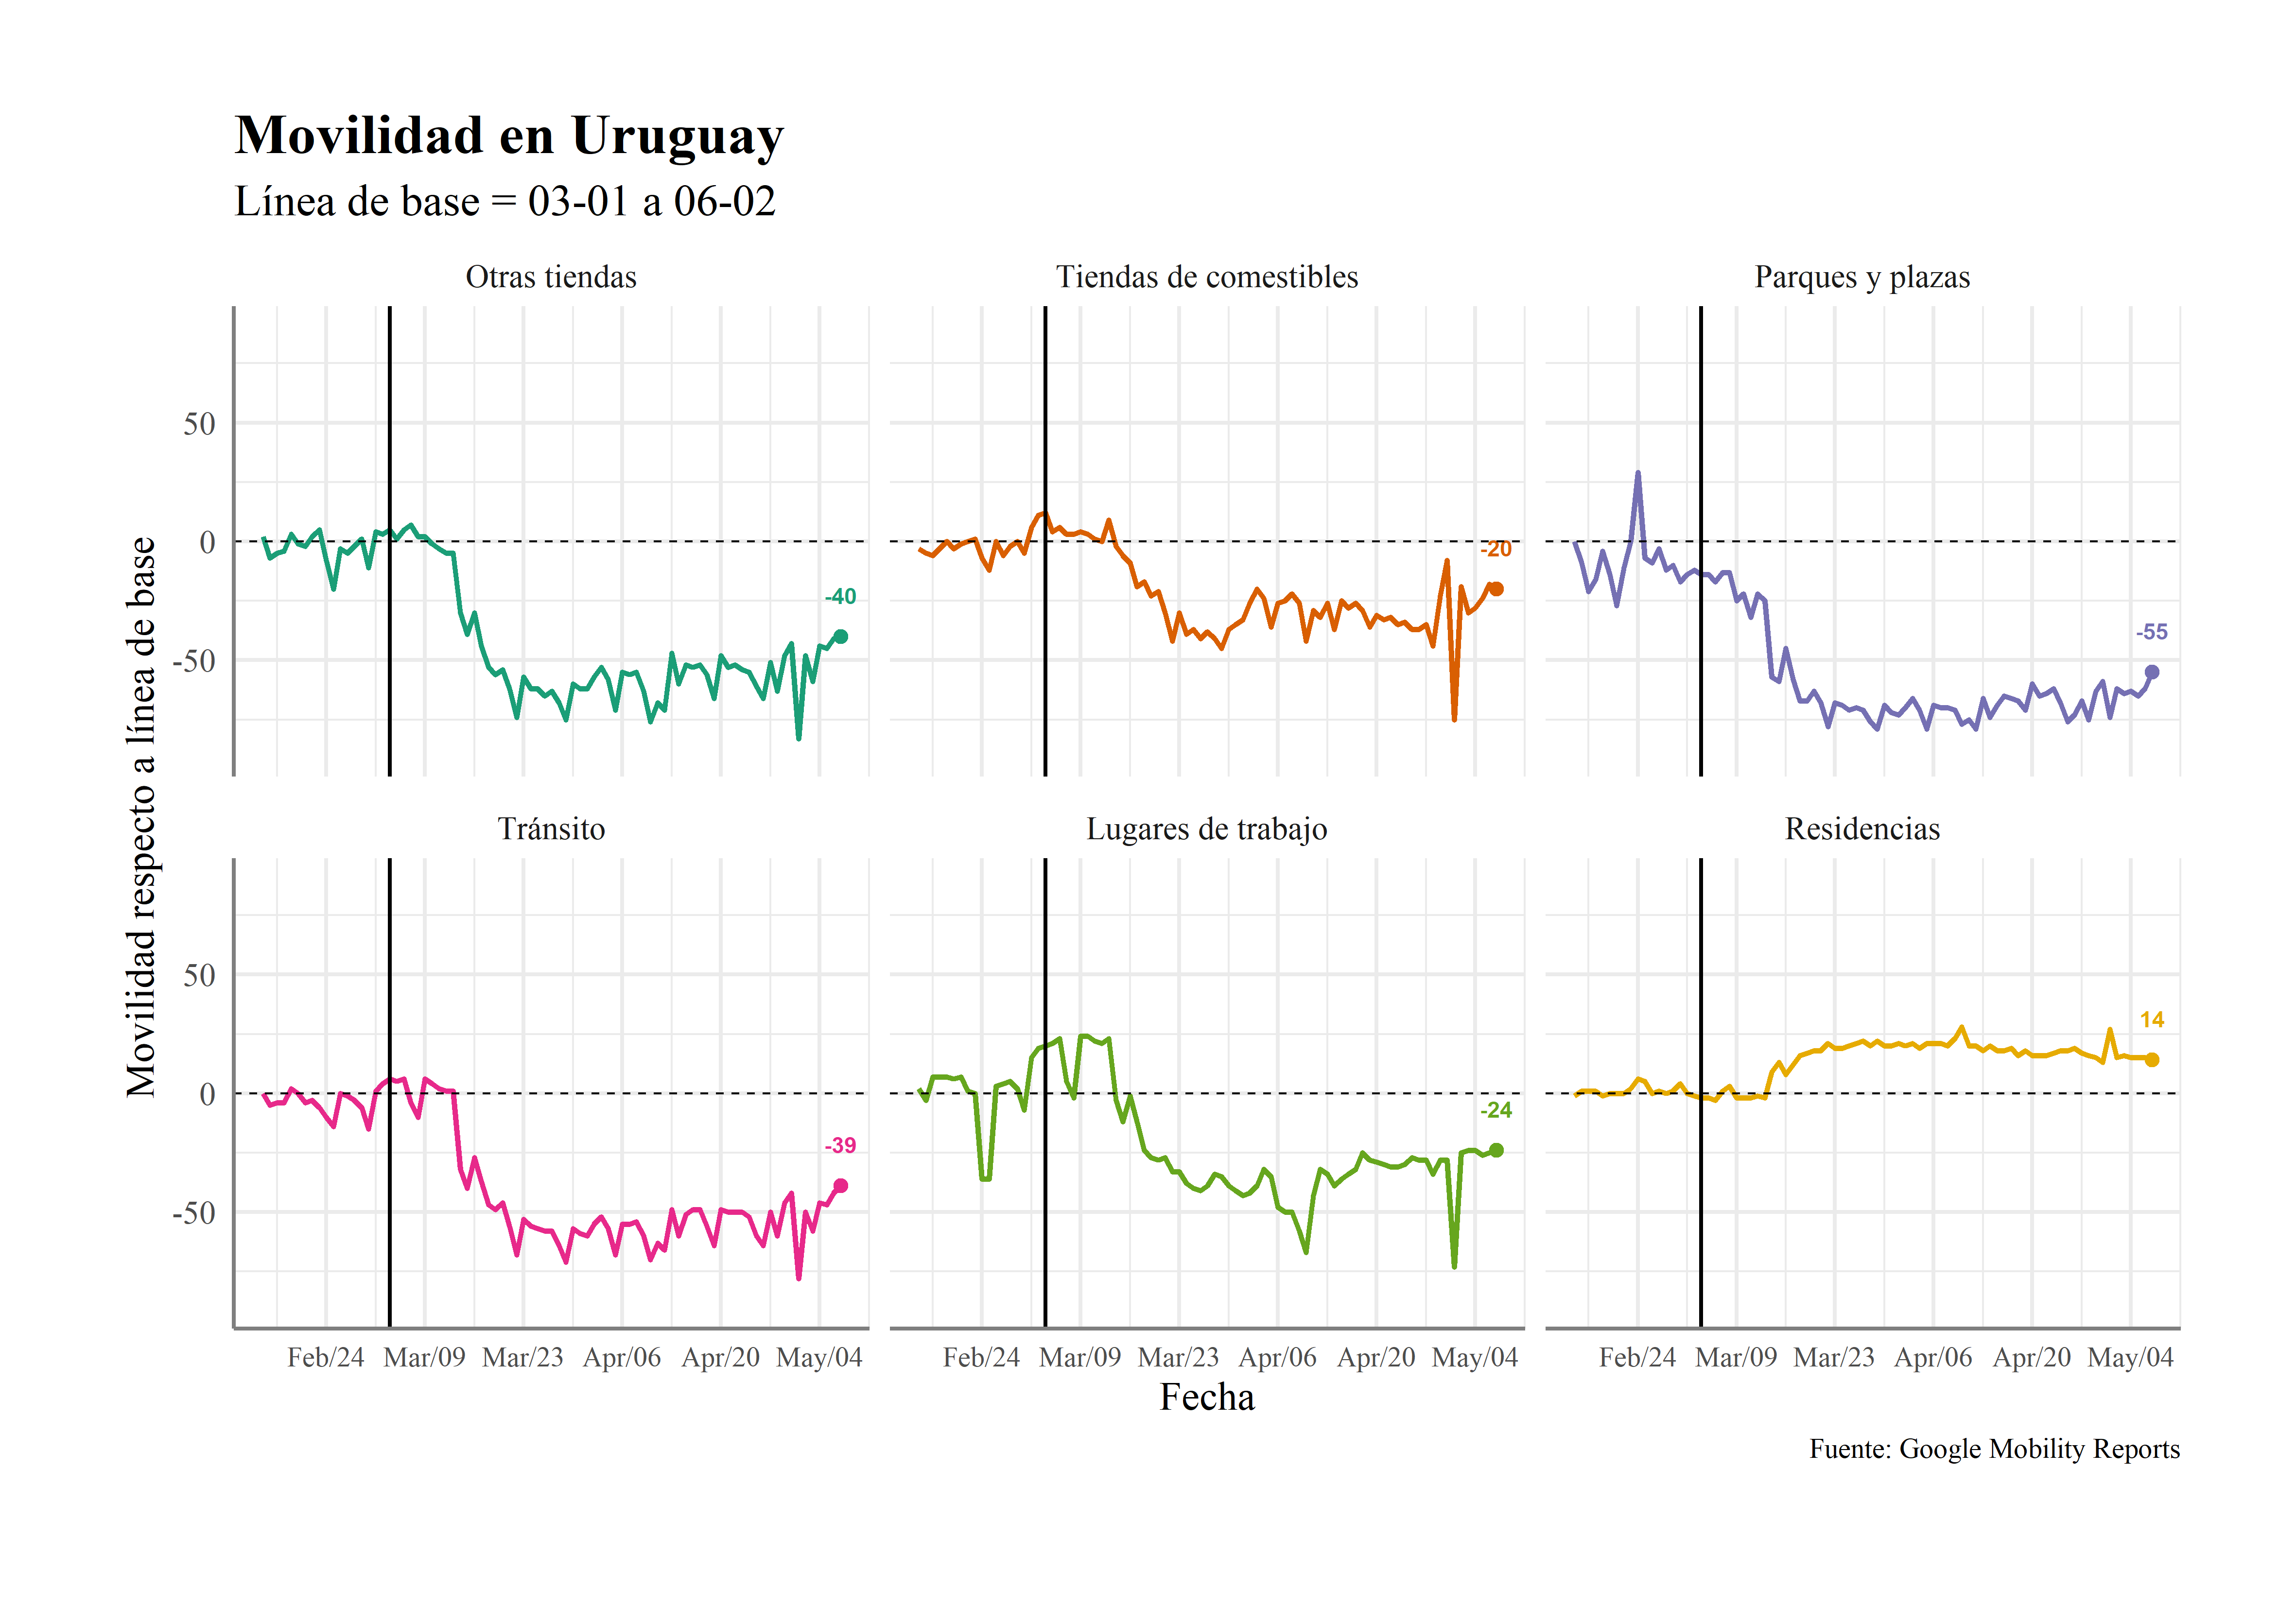 Movilidad en Uruguay
Línea de base = 03-01 a 06-02
Otras tiendas
Tiendas de comestibles
Parques y plazas
50
0
-50
-40
-20
-55
Movilidad respecto a línea de base
Tránsito
Lugares de trabajo
Residencias
50
0
-50
-39
-24
14
Feb/24 Mar/09 Mar/23 Apr/06 Apr/20 May/04
Feb/24 Mar/09 Mar/23 Apr/06 Apr/20 May/04
Feb/24 Mar/09 Mar/23 Apr/06 Apr/20 May/04
Fecha
Fuente: Google Mobility Reports